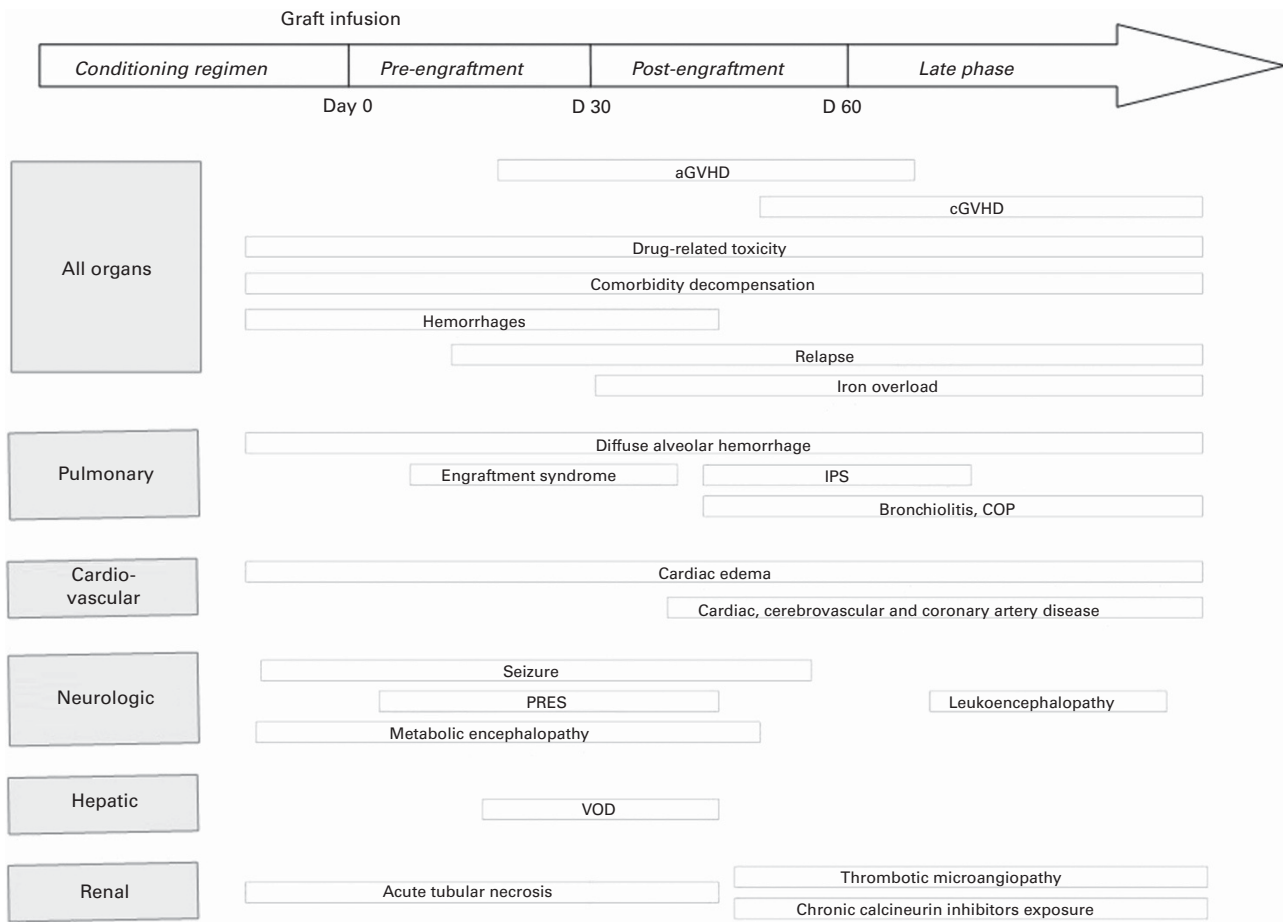 Graft infusion
Conditioning regimen Pre-engraftment Post-engraftment Late phase
Day 0 D 30 D 60
All organs
aGVHD
cGVHD
Drug-related toxicity
Comorbidity decompensation
Hemorrhages
Relapse
Iron overload
Pulmonary
Diffuse alveolar hemorrhage
Engraftment syndrome IPS
Bronchiolitis, COP
Cardio-
vascular
Cardiac edema
Cardiac, cerebrovascular and coronary artery disease
Neurologic
Seizure
PRES Leukoencephalopathy
Metabolic encephalopathy
Hepatic
VOD
Renal
Thrombotic microangiopathy
Acute tubular necrosis
Chronic calcineurin inhibitors exposure